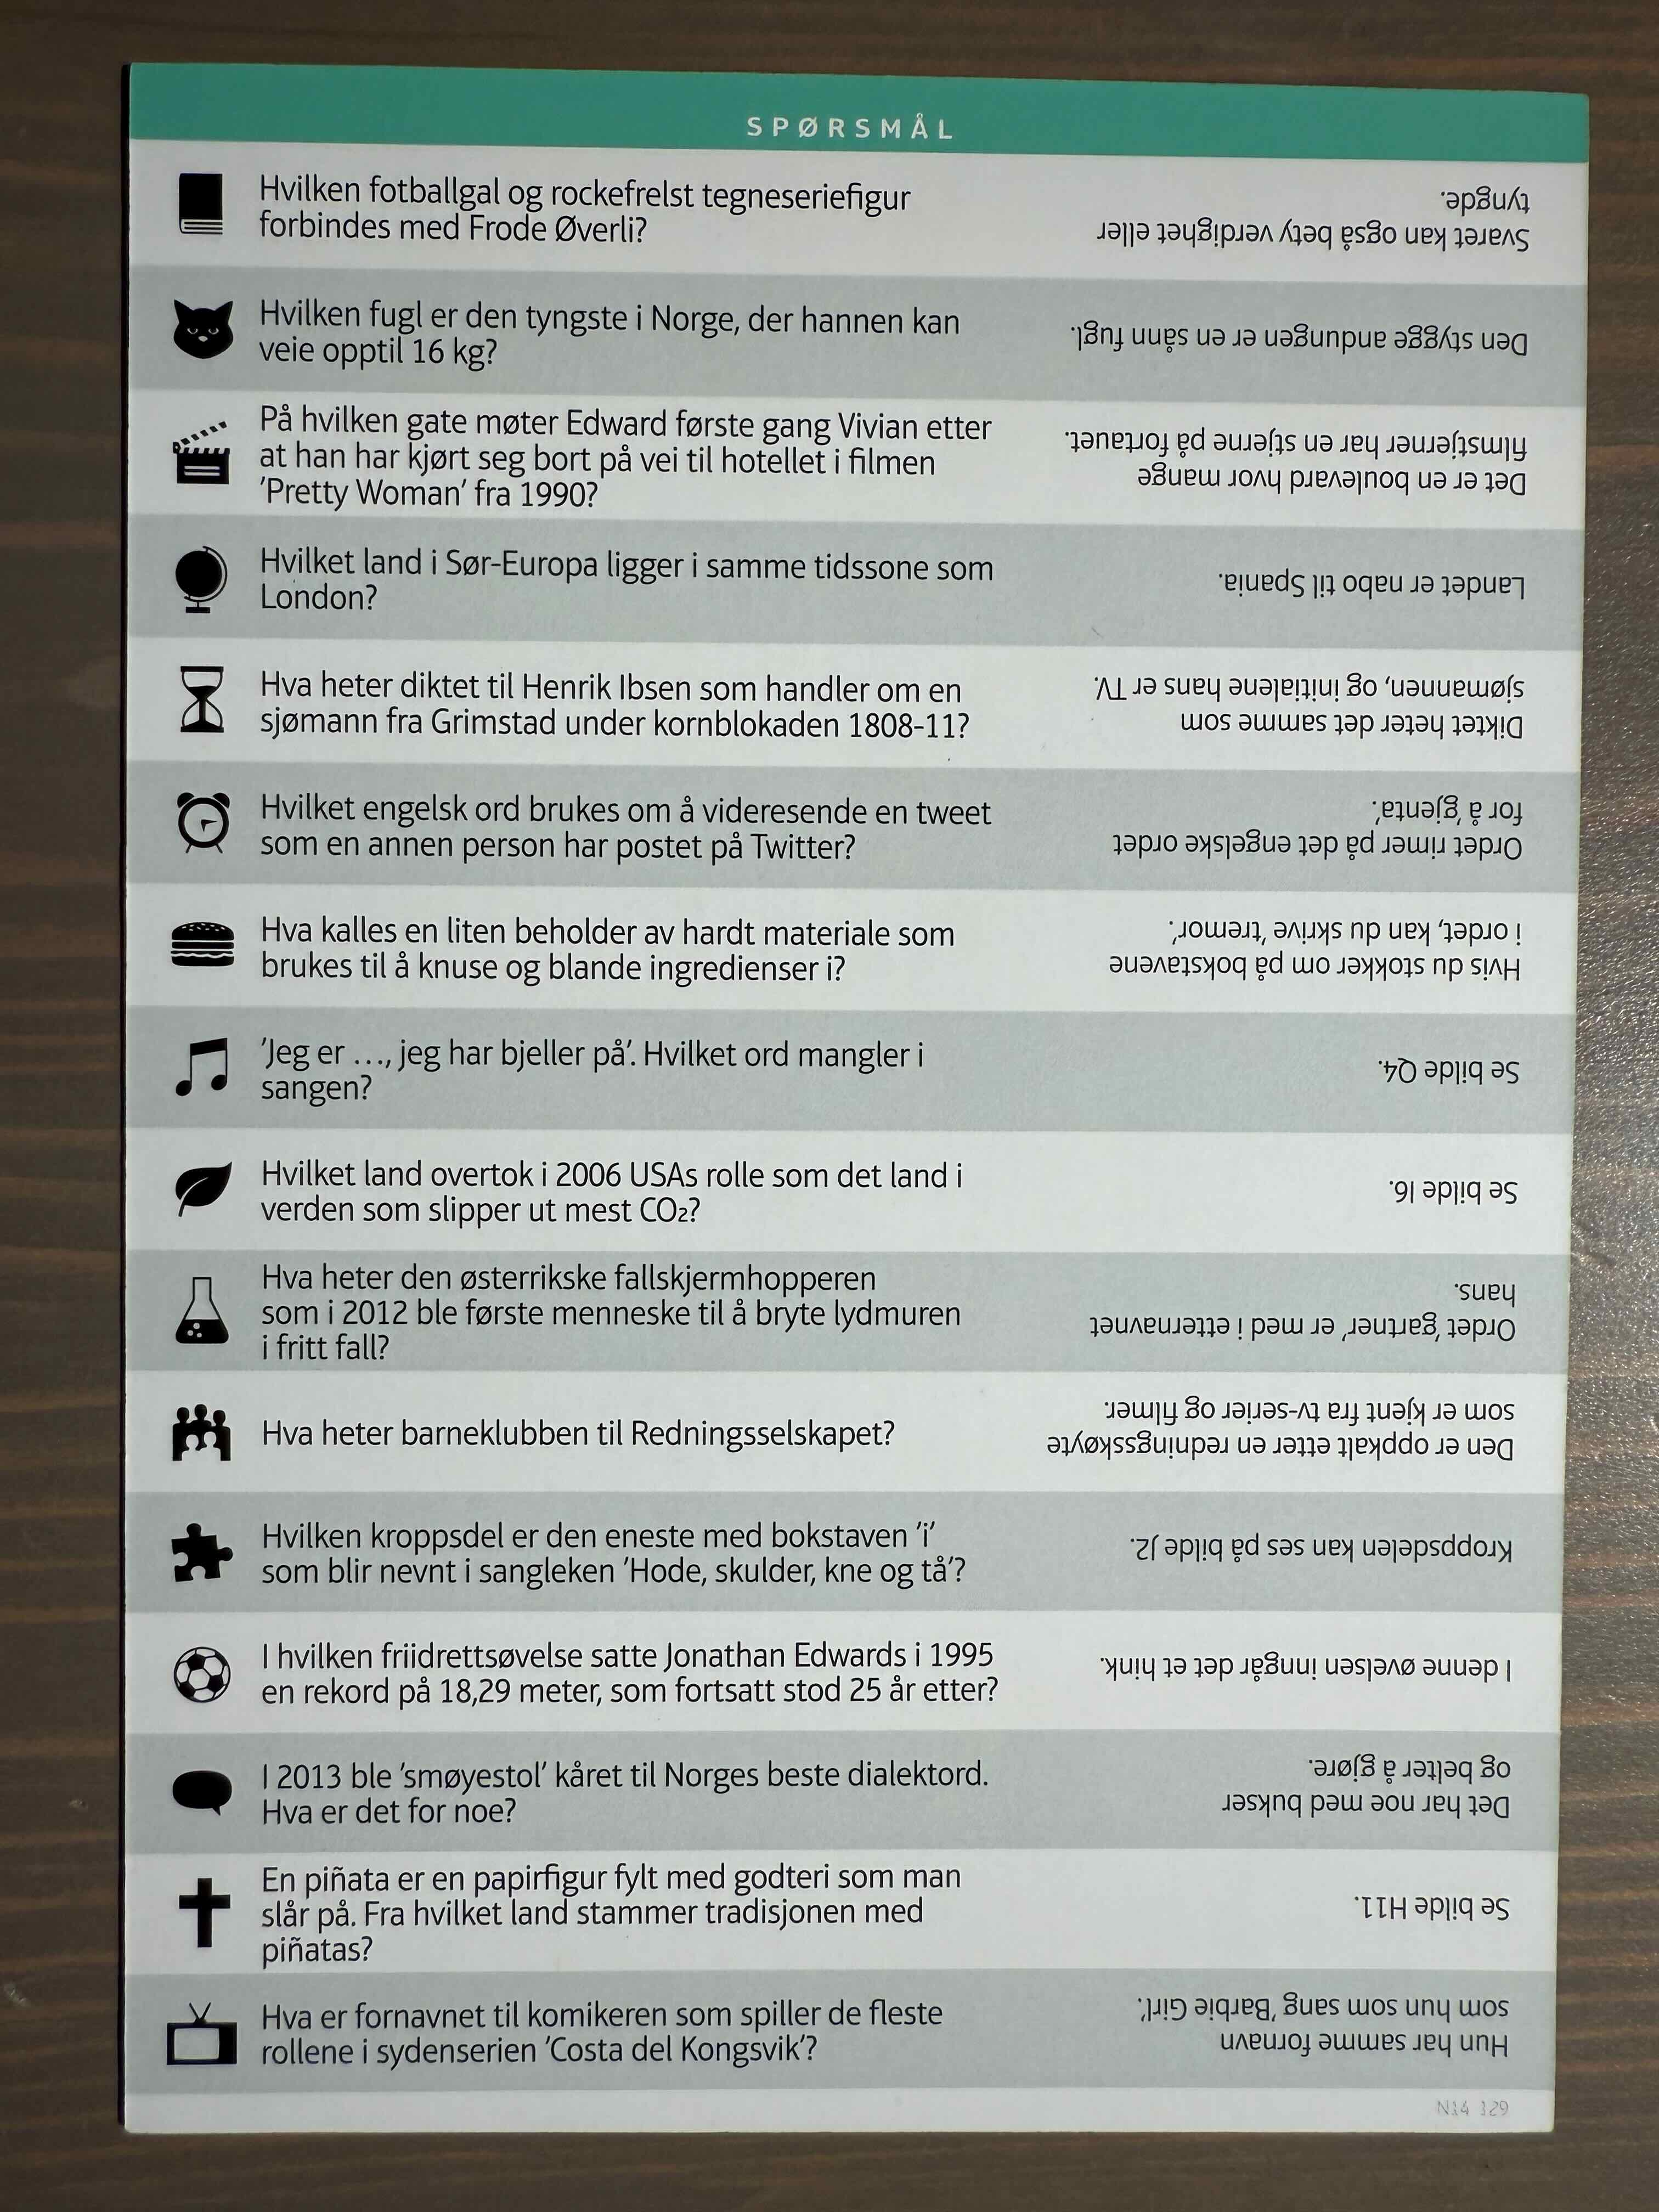 SPØRSMÅL
Hvilken fotballgal og rockefrelst tegneseriefigur
forbindes med Frode Øverli?
Svaret kan også bety verdighet eller
tyngde.
Hvilken fugl er den tyngste i Norge, der hannen kan
veie opptil 16 kg?
Den stygge andungen er en sånn fugl.
På hvilken gate møter Edward første gang Vivian etter
at han har kjørt seg bort på vei til hotellet i filmen
'Pretty Woman' fra 1990?
Det er en boulevard hvor mange
filmstjerner har en stjerne på fortauet.
Hvilket land i Sør-Europa ligger i samme tidssone som
London?
Landet er nabo til Spania.
Hva heter diktet til Henrik Ibsen som handler om en
sjømann fra Grimstad under kornblokaden 1808-11?
Diktet heter det samme som
sjømannen, og initialene hans er TV.
Hvilket engelsk ord brukes om å videresende en tweet
som en annen person har postet på Twitter?
Ordet rimer på det engelske ordet
for å 'gjenta'.
Hva kalles en liten beholder av hardt materiale som
brukes til å knuse og blande ingredienser i?
Hvis du stokker om på bokstavene
i ordet, kan du skrive 'tremor'.
'Jeg er ..., jeg har bjeller på'. Hvilket ord mangler i
sangen?
Se bilde Q4.
Hvilket land overtok i 2006 USAs rolle som det land i
verden som slipper ut mest CO₂?
Se bilde I6.
Hva heter den østerrikske fallskjermhopperen
som i 2012 ble første menneske til å bryte lydmuren
i fritt fall?
Ordet 'gartner' er med i etternavnet
hans.
Hva heter barneklubben til Redningsselskapet?
Den er oppkalt etter en redningsskøyte
som er kjent fra tv-serier og filmer.
Hvilken kroppsdel er den eneste med bokstaven 'i'
som blir nevnt i sangleken 'Hode, skulder, kne og tå'?
Kroppsdelen kan ses på bilde J2.
I hvilken friidrettsøvelse satte Jonathan Edwards i 1995
en rekord på 18,29 meter, som fortsatt stod 25 år etter?
I denne øvelsen inngår det et hink.
I 2013 ble 'smøyestol' kåret til Norges beste dialektord.
Hva er det for noe?
Det har noe med bukser
og belter å gjøre.
En piñata er en papirfigur fylt med godteri som man
slår på. Fra hvilket land stammer tradisjonen med
piñatas?
Se bilde H11.
Hva er fornavnet til komikeren som spiller de fleste
rollene i sydenserien 'Costa del Kongsvik'?
Hun har samme fornavn
som hun som sang 'Barbie Girl'.
N14 129